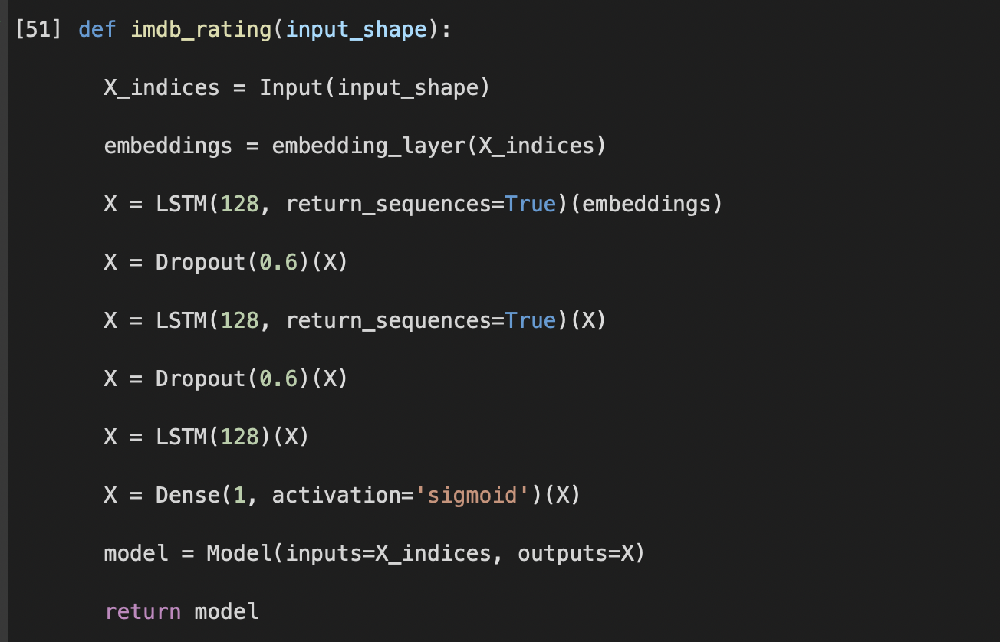 [51] def imdb_rating(input_shape):
X_indices = Input(input_shape)
embeddings = embedding_layer(X_indices)
X = LSTM(128, return_sequences=True)(embeddings)
X = Dropout(0.6)(X)
X = LSTM(128, return_sequences=True)(X)
X = Dropout(0.6)(X)
X = LSTM(128)(X)
X = Dense(1, activation='sigmoid')(X)
model = Model(inputs=X_indices, outputs=X)
return model